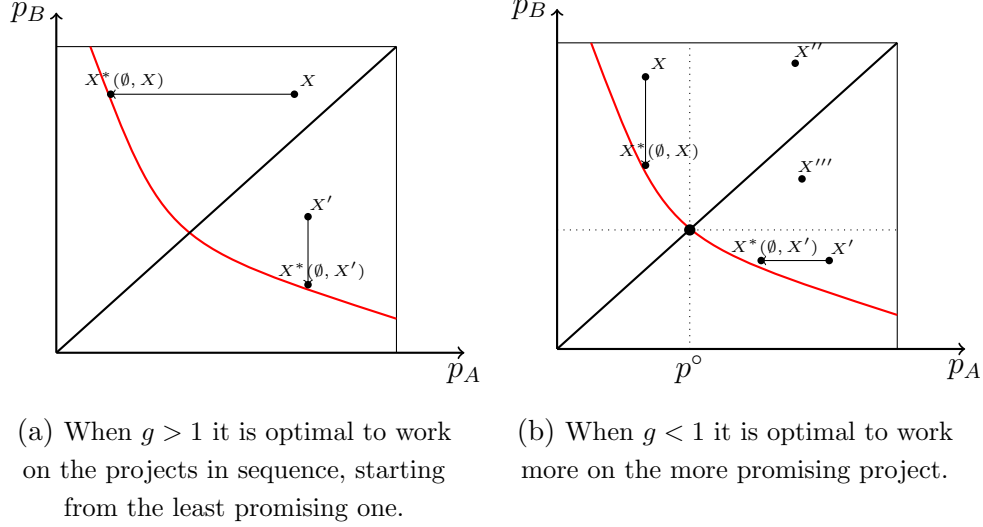 p_B
X*(∅, X)
X
X′
X*(∅, X′)
p_A
(a) When g > 1 it is optimal to work
on the projects in sequence, starting
from the least promising one.
p_B
X
X″
X*(∅, X)
X‴
X*(∅, X′)
X′
p°
p_A
(b) When g < 1 it is optimal to work
more on the more promising project.